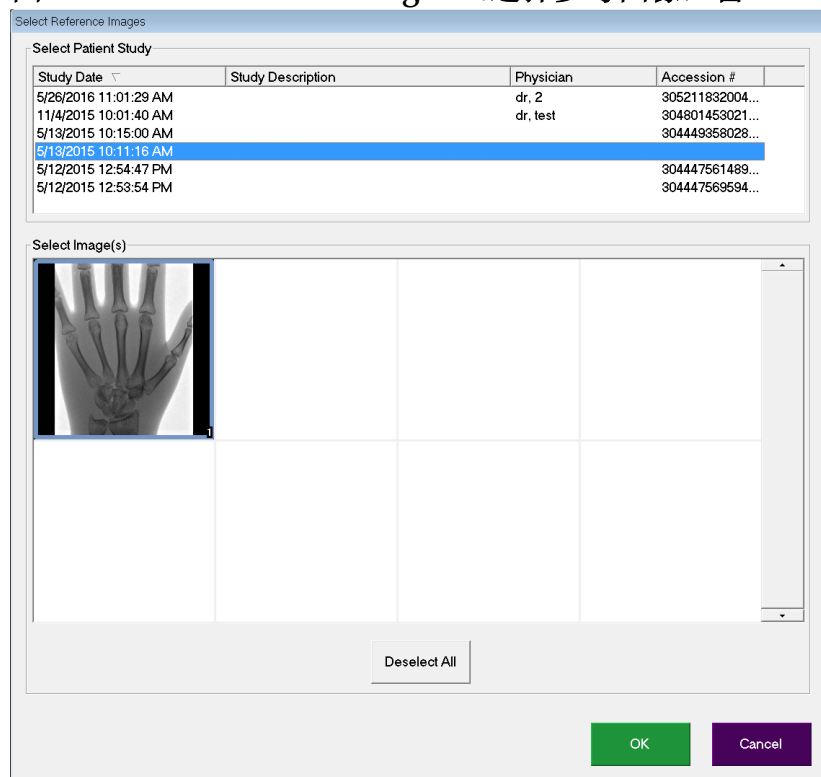 Select Reference Images
Select Patient Study
Study Date Study Description Physician Accession #
5/26/2016 11:01:29 AM dr, 2 305211832004...
11/4/2015 10:01:40 AM dr, test 304801453021...
5/13/2015 10:15:00 AM 304449358028...
5/13/2015 10:11:16 AM
5/12/2015 12:54:47 PM 304447561489...
5/12/2015 12:53:54 PM 304447569594...
Select Image(s)
1
Deselect All
OK Cancel